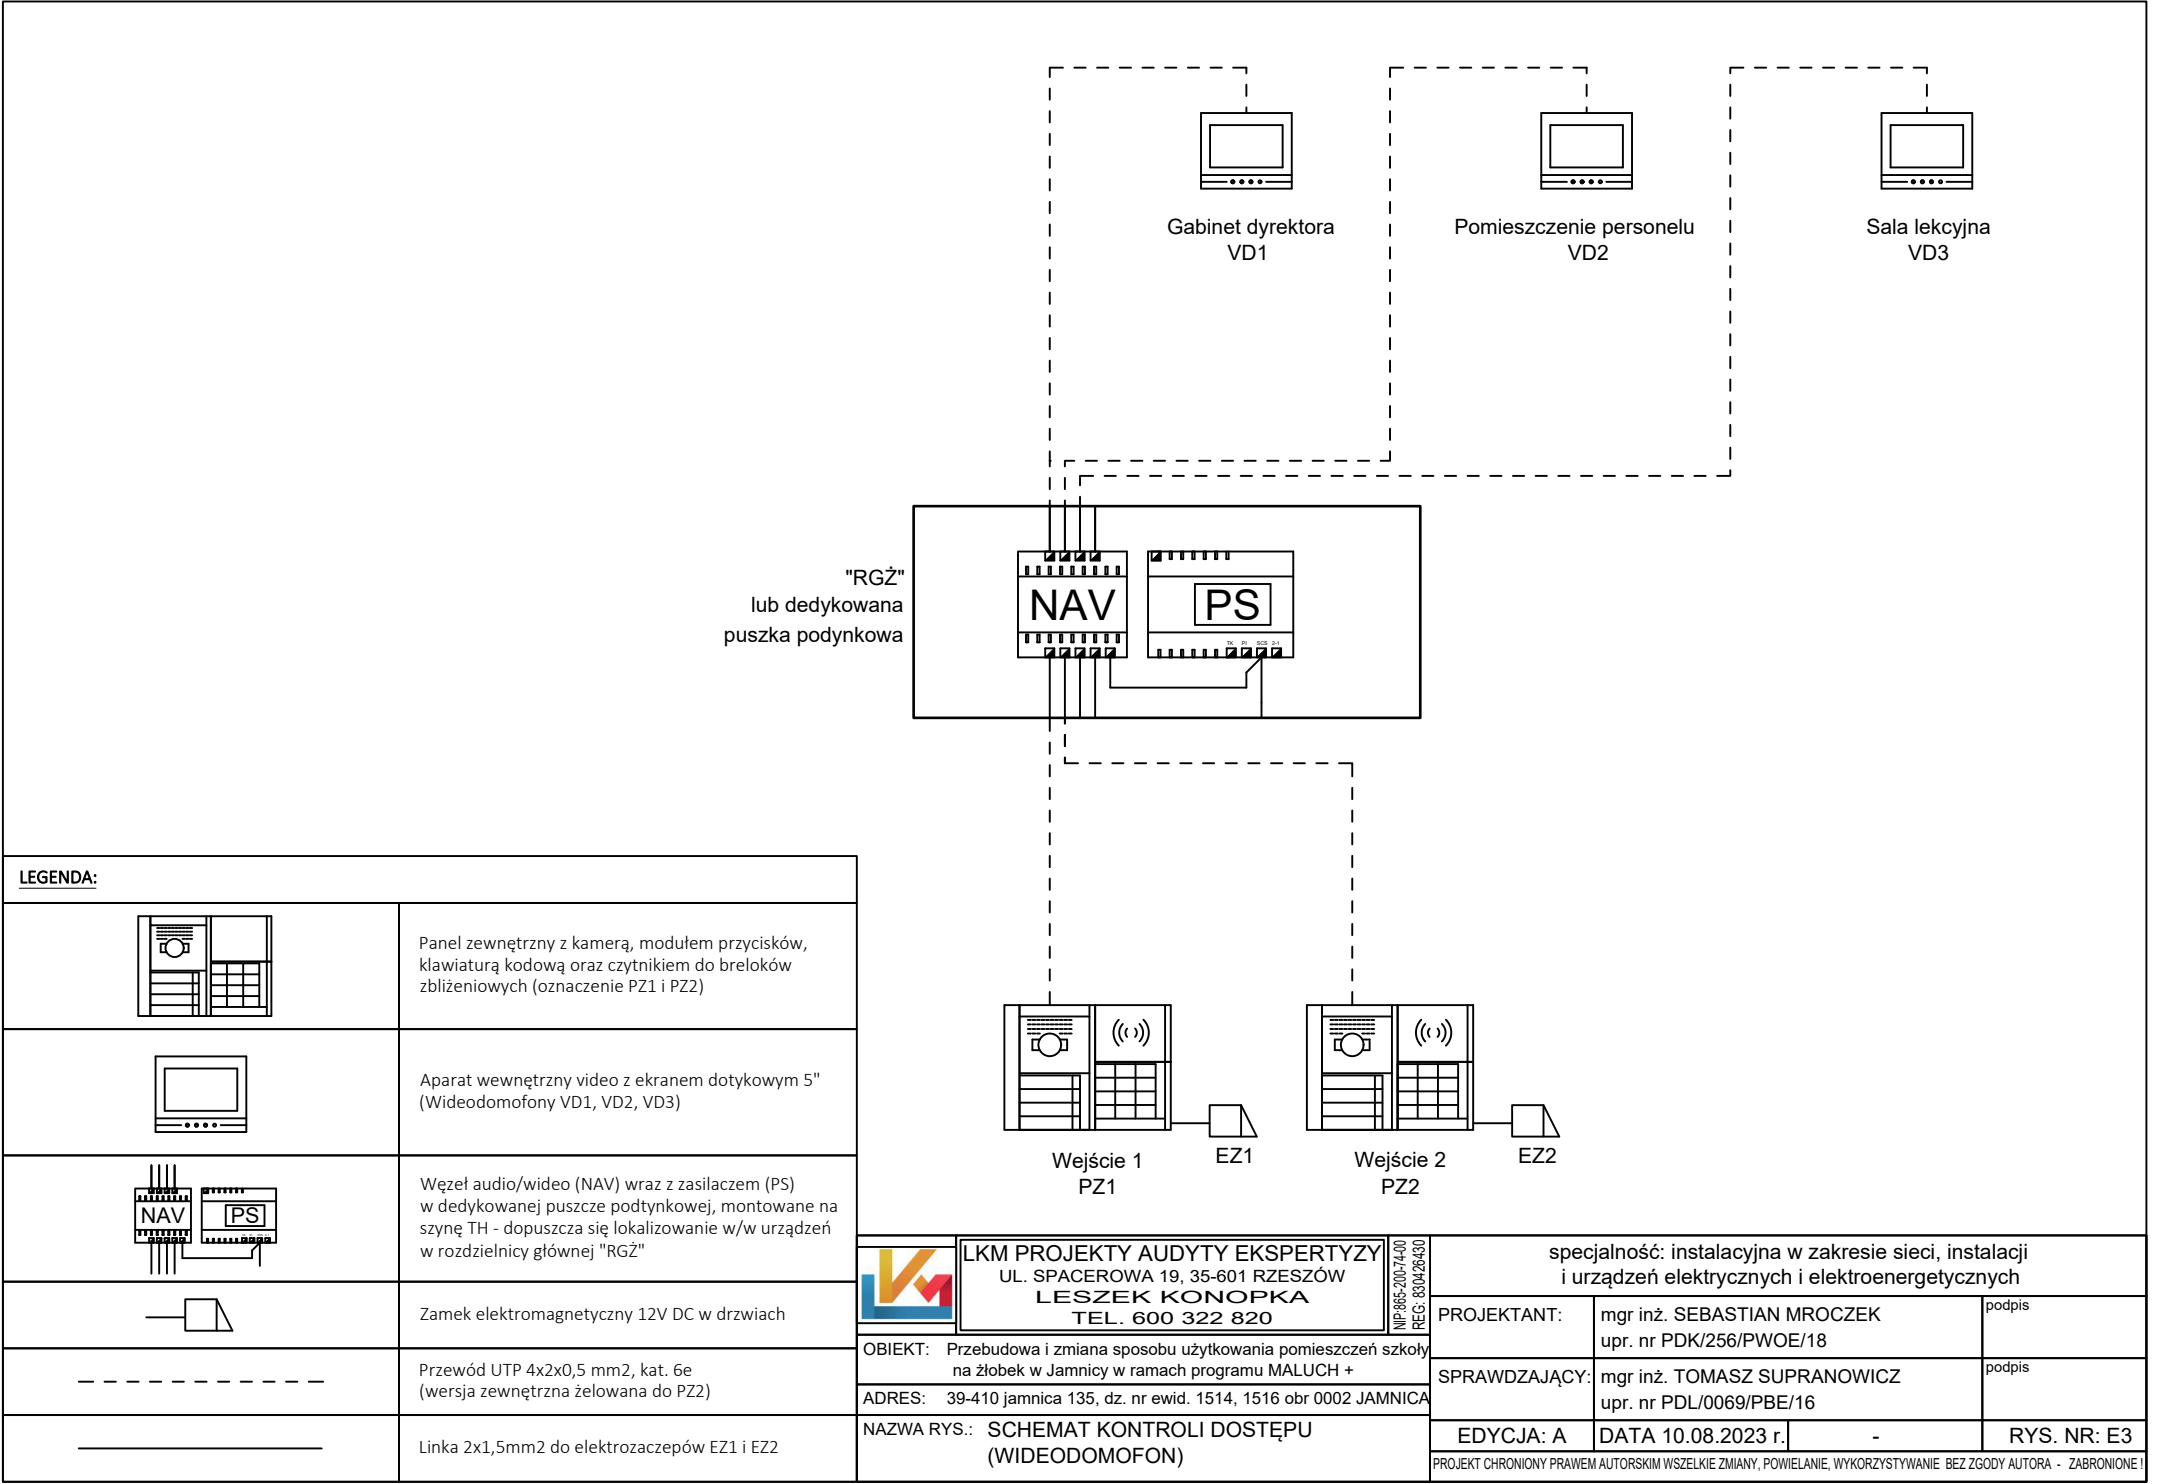 Gabinet dyrektora
VD1
Pomieszczenie personelu
VD2
Sala lekcyjna
VD3
"RGŻ"
lub dedykowana
puszka podynkowa
NAV
PS
TK PI SCS 2-1
Wejście 1
PZ1
EZ1
Wejście 2
PZ2
EZ2
LEGENDA:
Panel zewnętrzny z kamerą, modułem przycisków,
klawiaturą kodową oraz czytnikiem do breloków
zbliżeniowych (oznaczenie PZ1 i PZ2)
Aparat wewnętrzny video z ekranem dotykowym 5"
(Wideodomofony VD1, VD2, VD3)
NAV
PS
Węzeł audio/wideo (NAV) wraz z zasilaczem (PS)
w dedykowanej puszcze podtynkowej, montowane na
szynę TH - dopuszcza się lokalizowanie w/w urządzeń
w rozdzielnicy głównej "RGŻ"
Zamek elektromagnetyczny 12V DC w drzwiach
Przewód UTP 4x2x0,5 mm2, kat. 6e
(wersja zewnętrzna żelowana do PZ2)
Linka 2x1,5mm2 do elektrozaczepów EZ1 i EZ2
LKM PROJEKTY AUDYTY EKSPERTYZY
UL. SPACEROWA 19, 35-601 RZESZÓW
LESZEK KONOPKA
TEL. 600 322 820
NIP:865-200-74-00
REG: 830426430
OBIEKT: Przebudowa i zmiana sposobu użytkowania pomieszczeń szkoły
na żłobek w Jamnicy w ramach programu MALUCH +
ADRES: 39-410 jamnica 135, dz. nr ewid. 1514, 1516 obr 0002 JAMNICA
NAZWA RYS.: SCHEMAT KONTROLI DOSTĘPU
(WIDEODOMOFON)
specjalność: instalacyjna w zakresie sieci, instalacji
i urządzeń elektrycznych i elektroenergetycznych
PROJEKTANT: mgr inż. SEBASTIAN MROCZEK podpis
upr. nr PDK/256/PWOE/18
SPRAWDZAJĄCY: mgr inż. TOMASZ SUPRANOWICZ podpis
upr. nr PDL/0069/PBE/16
EDYCJA: A DATA 10.08.2023 r. - RYS. NR: E3
PROJEKT CHRONIONY PRAWEM AUTORSKIM WSZELKIE ZMIANY, POWIELANIE, WYKORZYSTYWANIE BEZ ZGODY AUTORA - ZABRONIONE !